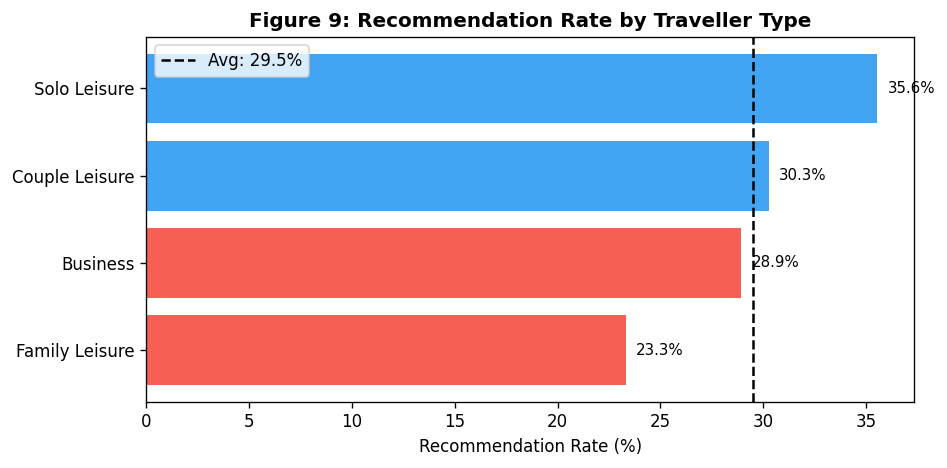 Figure 9: Recommendation Rate by Traveller Type
Avg: 29.5%
Solo Leisure
35.6%
Couple Leisure
30.3%
Business
28.9%
Family Leisure
23.3%
0 5 10 15 20 25 30 35
Recommendation Rate (%)